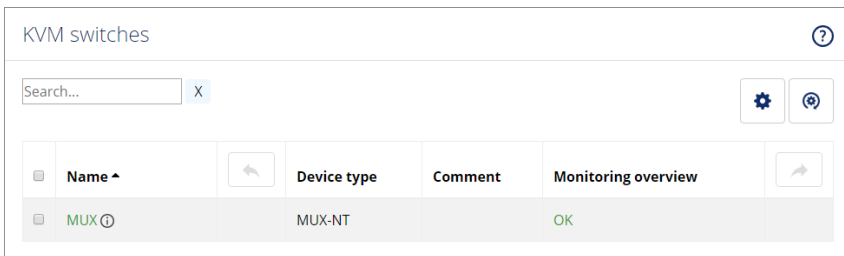 KVM switches
Search... X
Name Device type Comment Monitoring overview
MUX MUX-NT OK